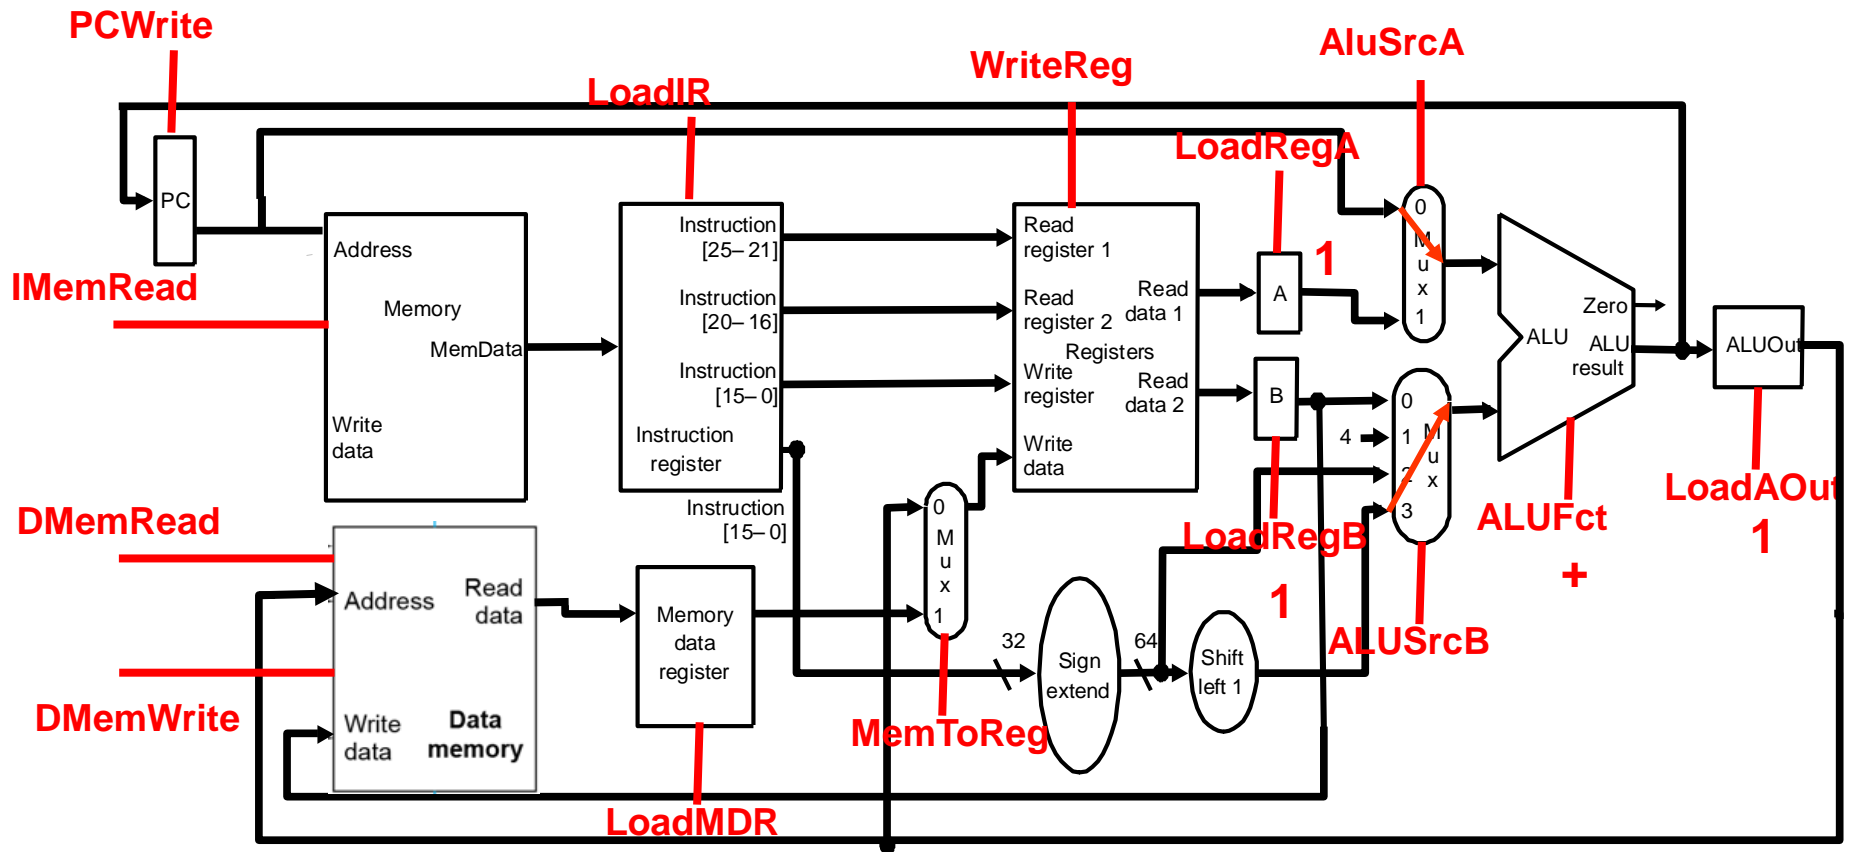 PCWrite
LoadIR
WriteReg
AluSrcA
LoadRegA
PC
IMemRead
Address
Memory
MemData
Write
data
Instruction
[25–21]
Instruction
[20–16]
Instruction
[15–0]
Instruction
register
Instruction
[15–0]
Read
register 1
Read
register 2
Read
data 1
Registers
Write
register
Read
data 2
Write
data
A
1
B
0
M
u
x
1
4
0
1
2
3
M
u
x
Zero
ALU
ALU
result
ALUOut
LoadAOut
1
ALUFct
+
LoadRegB
1
ALUSrcB
DMemRead
Address
Read
data
DMemWrite
Write
data
Data
memory
Memory
data
register
LoadMDR
0
M
u
x
1
MemToReg
32
Sign
extend
64
Shift
left 1